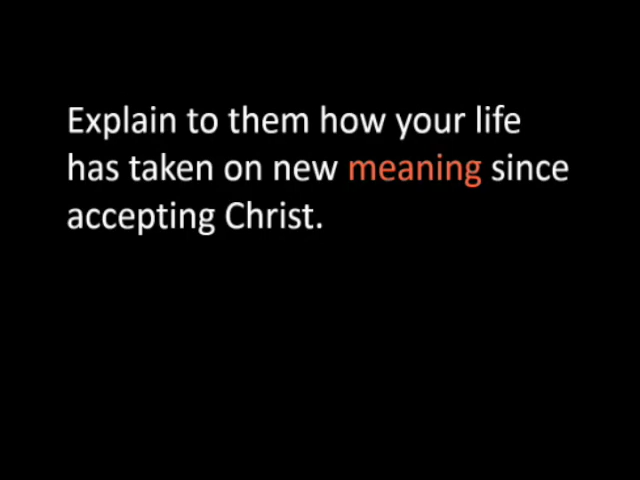 Explain to them how your life
has taken on new meaning since
accepting Christ.